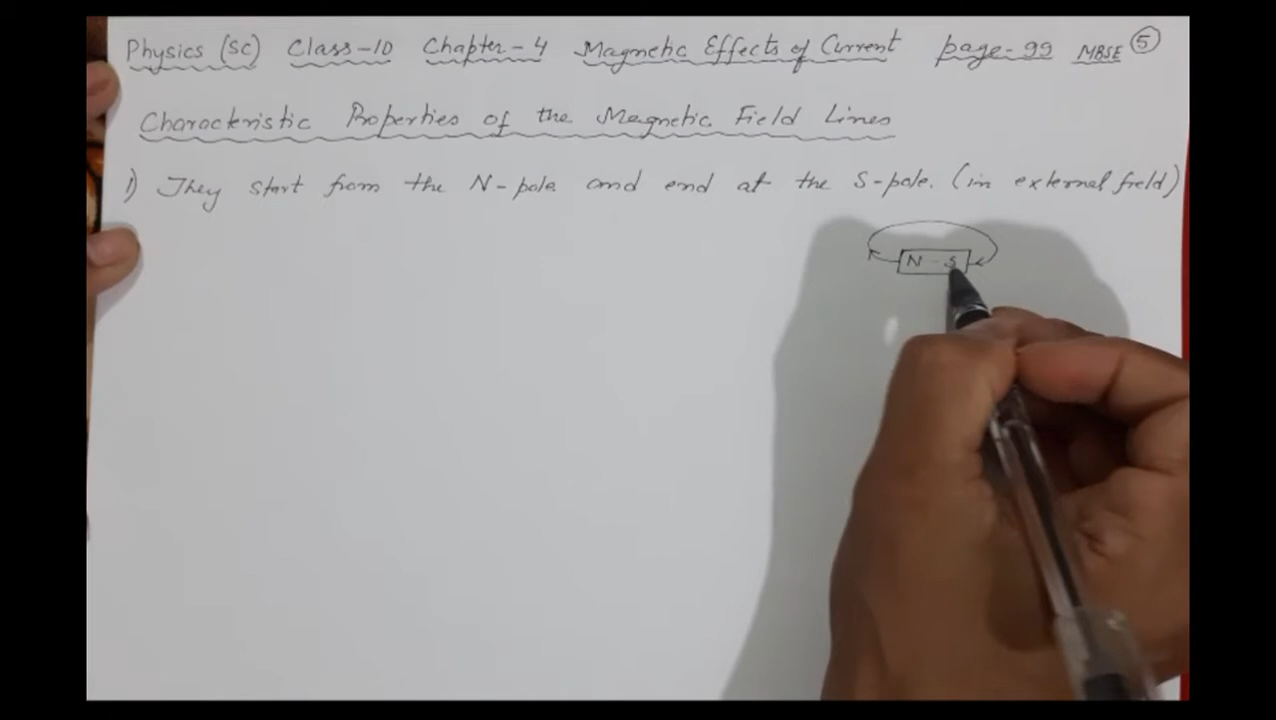 Physics (SC) Class-10 Chapter-4 Magnetic Effects of Current page-99 MBSE 5
Characteristic Properties of the Magnetic Field Lines
1) They start from the N-pole and end at the S-pole. (in external field)
N - S